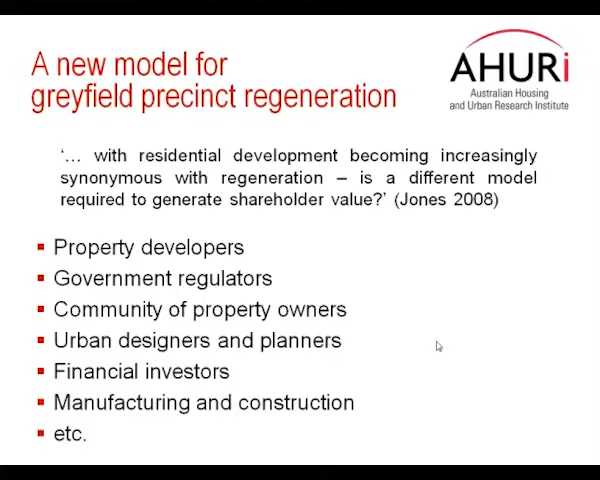 A new model for
greyfield precinct regeneration
AHURi
Australian Housing
and Urban Research Institute
‘… with residential development becoming increasingly
synonymous with regeneration – is a different model
required to generate shareholder value?’ (Jones 2008)
Property developers
Government regulators
Community of property owners
Urban designers and planners
Financial investors
Manufacturing and construction
etc.